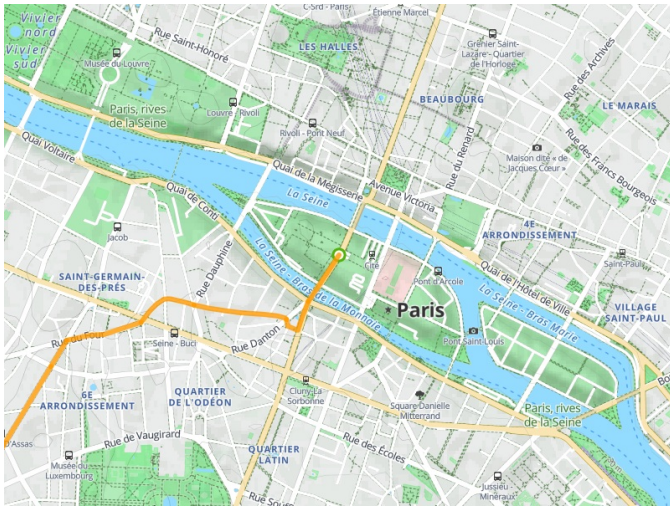 C-Srd - Paris
Étienne Marcel
Vivier
nord
Vivier
sud
Musée du Louvre
Rue Saint-Honoré
LES HALLES
Grenier Saint-
Lazare - Quartier
de l'Horloge
Rue des Archives
BEAUBOURG
LE MARAIS
Paris, rives
de la Seine
Louvre - Rivoli
Rivoli - Pont Neuf
Rue du Renard
Maison dite « de
Jacques Cœur »
Rue des Francs Bourgeois
Quai Voltaire
Quai de la Mégisserie
Avenue Victoria
La Seine
Quai de Conti
Jacob
Rue Dauphine
4E
ARRONDISSEMENT
Saint-Paul
Cité
Pont d'Arcole
Quai de l'Hôtel de Ville
La Seine - Bras de la Monnaie
La Seine - Bras Marie
SAINT-GERMAIN-
DES-PRÉS
Paris
VILLAGE
SAINT-PAUL
Rue du Four
Seine - Buci
Rue Danton
Pont Saint-Louis
6E
ARRONDISSEMENT
QUARTIER
DE L'ODÉON
Cluny-La
Sorbonne
Square Danielle
Mitterrand
Paris, rives
de la Seine
d'Assas
Rue de Vaugirard
Musée du
Luxembourg
QUARTIER
LATIN
Rue des Écoles
Jussieu -
Minéraux